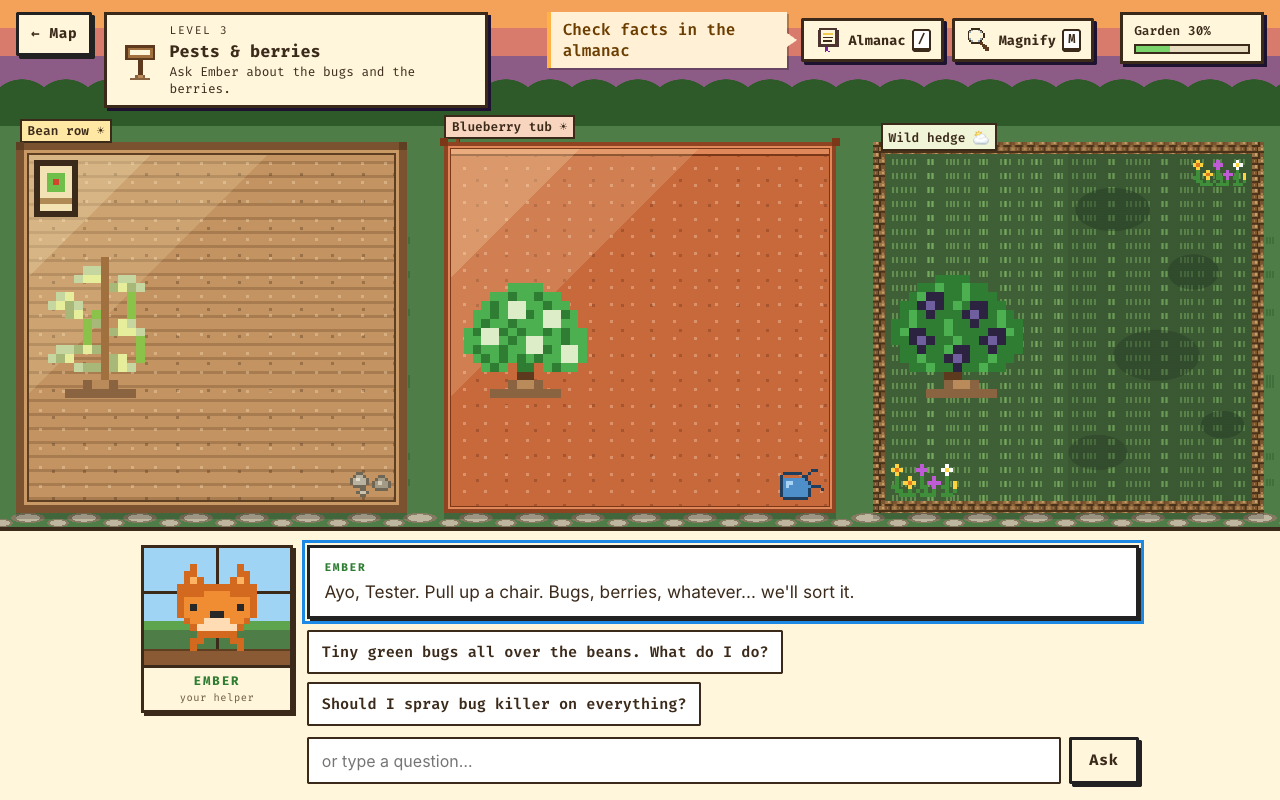 ← Map
LEVEL 3
Pests & berries
Ask Ember about the bugs and the
berries.
Check facts in the
almanac
Almanac /
Magnify M
Garden 30%
Bean row ☀
Blueberry tub ☀
Wild hedge ⛅
EMBER
your helper
EMBER
Ayo, Tester. Pull up a chair. Bugs, berries, whatever... we'll sort it.
Tiny green bugs all over the beans. What do I do?
Should I spray bug killer on everything?
or type a question...
Ask